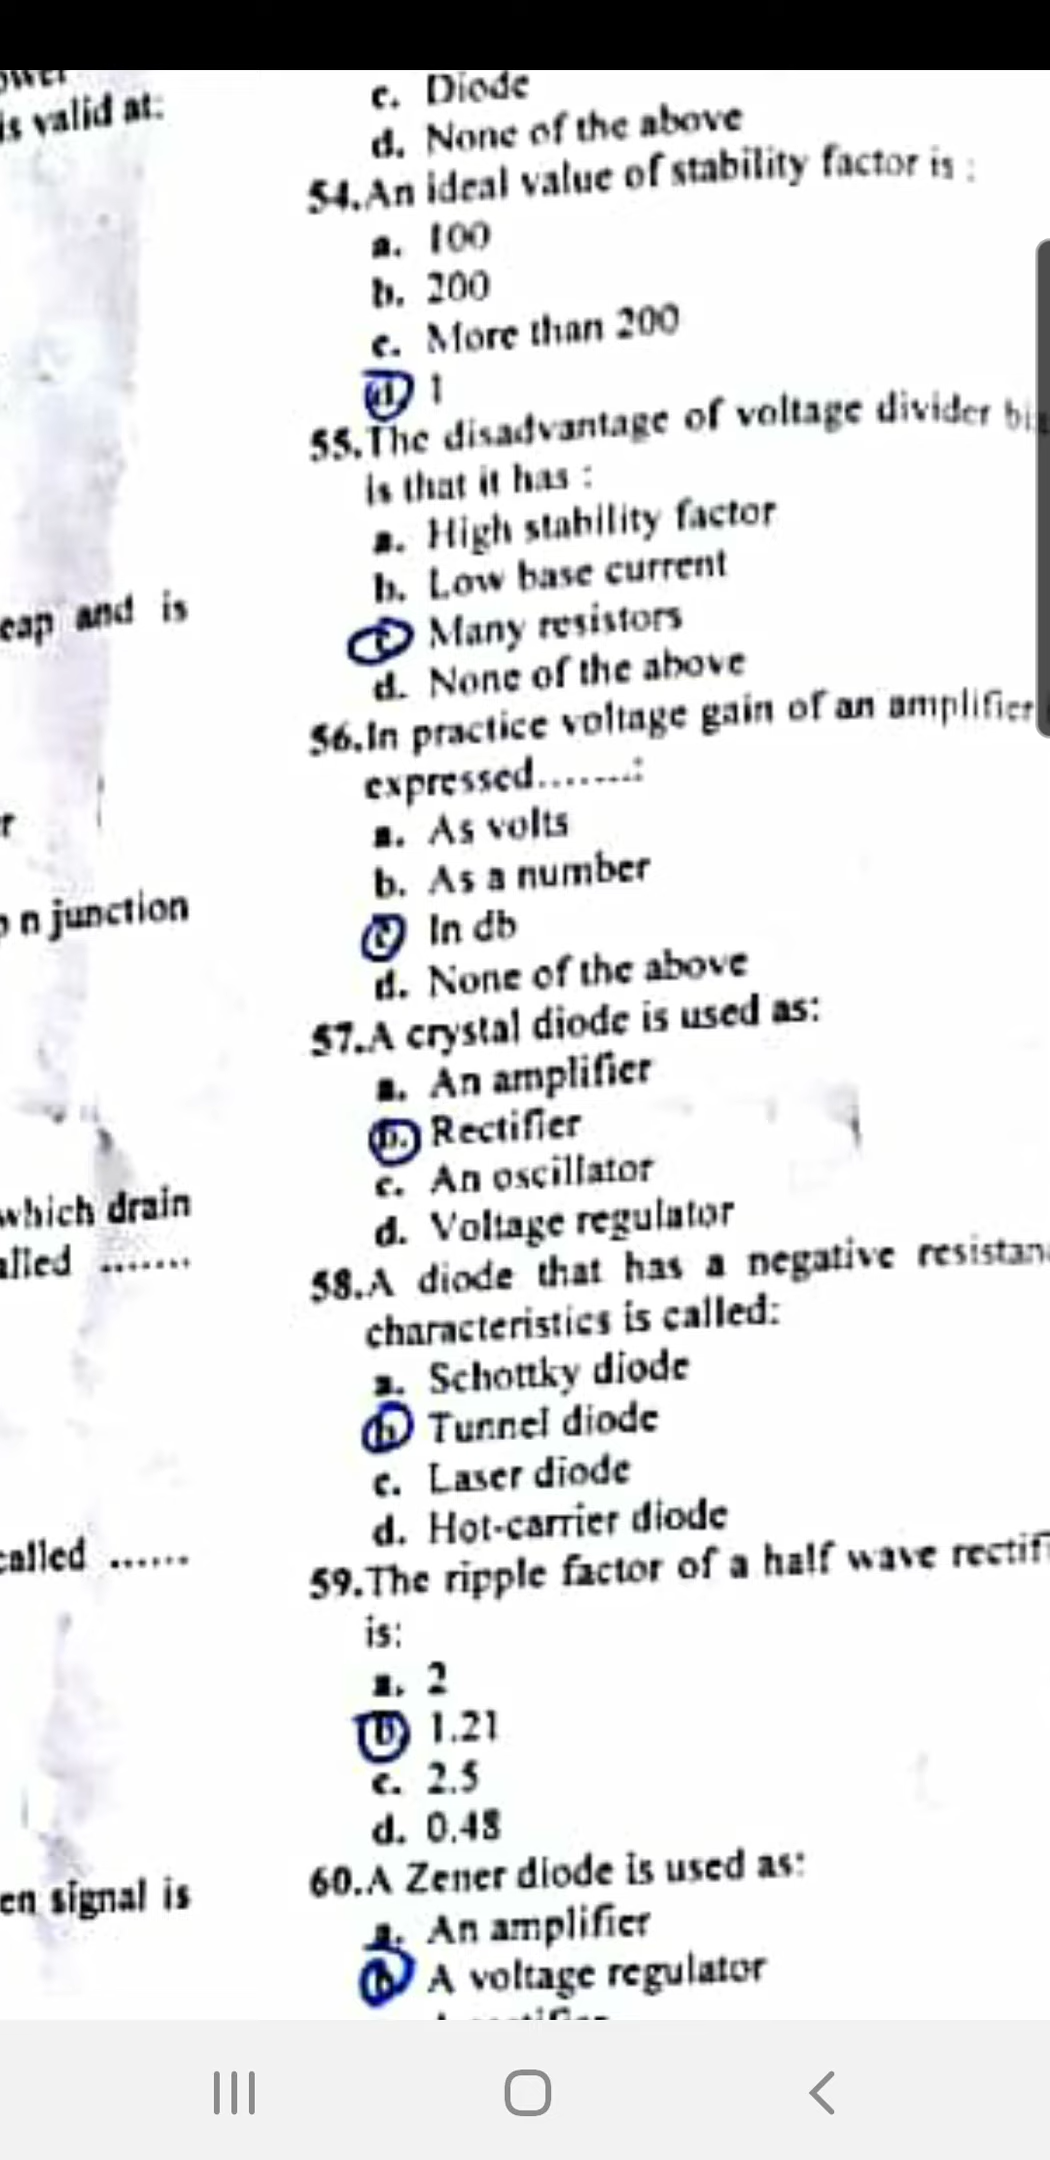 is valid at:
eap and is
r
n junction
which drain
alled .......
called ......
en signal is
c. Diode
d. None of the above
54.An ideal value of stability factor is :
a. 100
b. 200
c. More than 200
d. 1
55.The disadvantage of voltage divider bia
is that it has :
a. High stability factor
b. Low base current
c. Many resistors
d. None of the above
56.In practice voltage gain of an amplifier
expressed.......:
a. As volts
b. As a number
c. In db
d. None of the above
57.A crystal diode is used as:
a. An amplifier
b. Rectifier
c. An oscillator
d. Voltage regulator
58.A diode that has a negative resistan
characteristics is called:
a. Schottky diode
b. Tunnel diode
c. Laser diode
d. Hot-carrier diode
59.The ripple factor of a half wave rectif
is:
a. 2
b. 1.21
c. 2.5
d. 0.48
60.A Zener diode is used as:
a. An amplifier
b. A voltage regulator